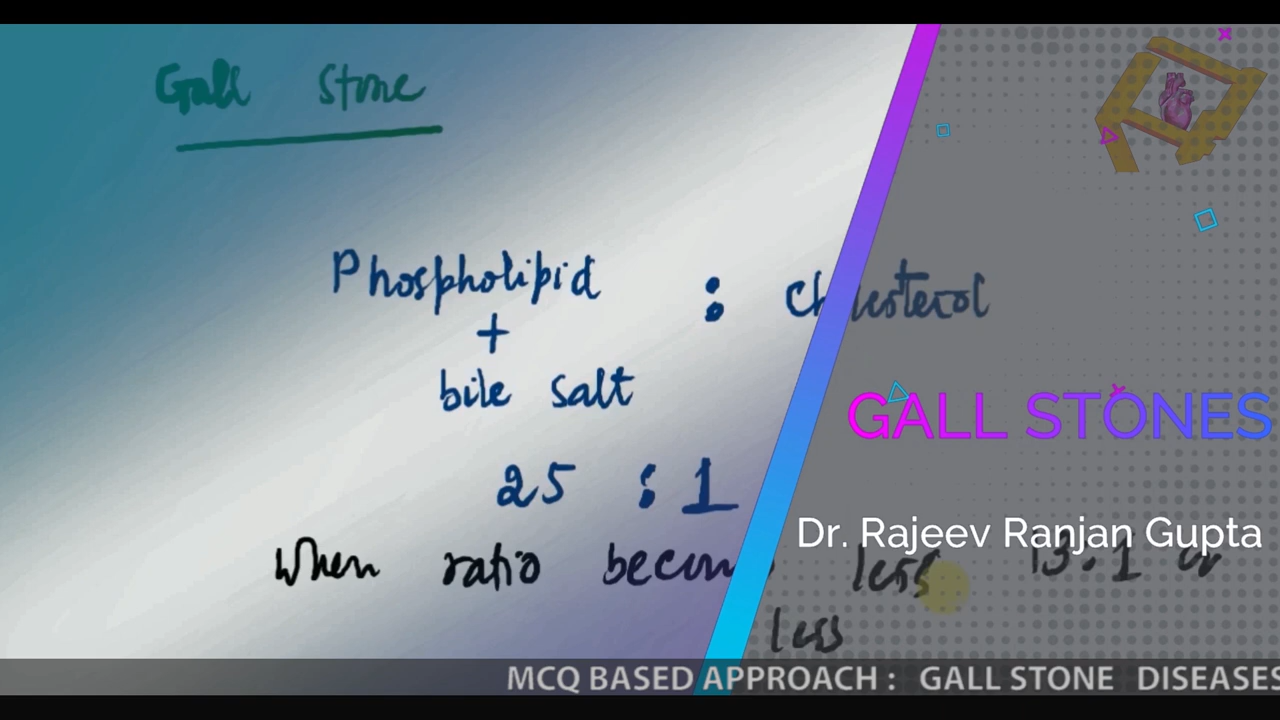 Gall Stone
Phospholipid : Cholesterol
+
bile salt
25 : 1
GALL STONES
Dr. Rajeev Ranjan Gupta
When ratio becom less 13:1 or
less
MCQ BASED APPROACH : GALL STONE DISEASES